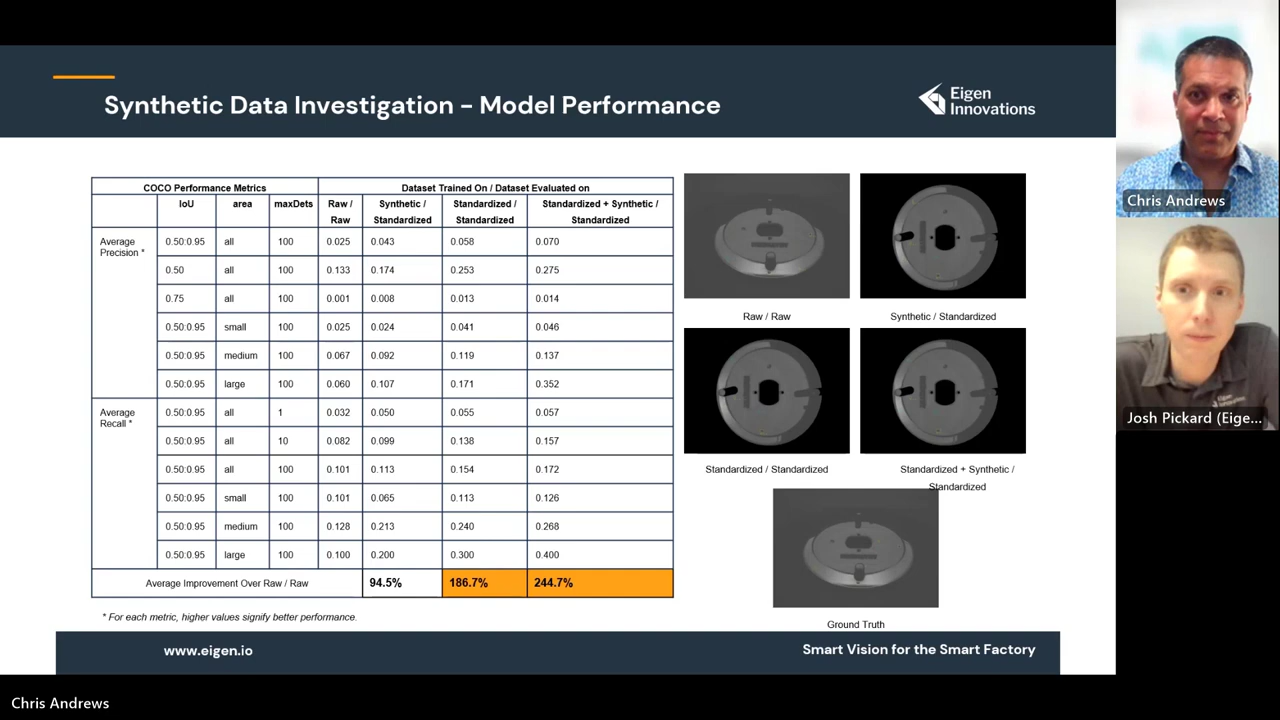 Synthetic Data Investigation - Model Performance
Eigen
Innovations
COCO Performance Metrics
Dataset Trained On / Dataset Evaluated on
IoU area maxDets Raw / Raw Synthetic / Standardized Standardized / Standardized Standardized + Synthetic / Standardized
Average Precision * 0.50:0.95 all 100 0.025 0.043 0.058 0.070
0.50 all 100 0.133 0.174 0.253 0.275
0.75 all 100 0.001 0.008 0.013 0.014
0.50:0.95 small 100 0.025 0.024 0.041 0.046
0.50:0.95 medium 100 0.067 0.092 0.119 0.137
0.50:0.95 large 100 0.060 0.107 0.171 0.352
Average Recall * 0.50:0.95 all 1 0.032 0.050 0.055 0.057
0.50:0.95 all 10 0.082 0.099 0.138 0.157
0.50:0.95 all 100 0.101 0.113 0.154 0.172
0.50:0.95 small 100 0.101 0.065 0.113 0.126
0.50:0.95 medium 100 0.128 0.213 0.240 0.268
0.50:0.95 large 100 0.100 0.200 0.300 0.400
Average Improvement Over Raw / Raw 94.5% 186.7% 244.7%
* For each metric, higher values signify better performance.
Raw / Raw
Synthetic / Standardized
Standardized / Standardized
Standardized + Synthetic /
Standardized
Ground Truth
www.eigen.io
Smart Vision for the Smart Factory
Chris Andrews
Josh Pickard (Eige...
Chris Andrews